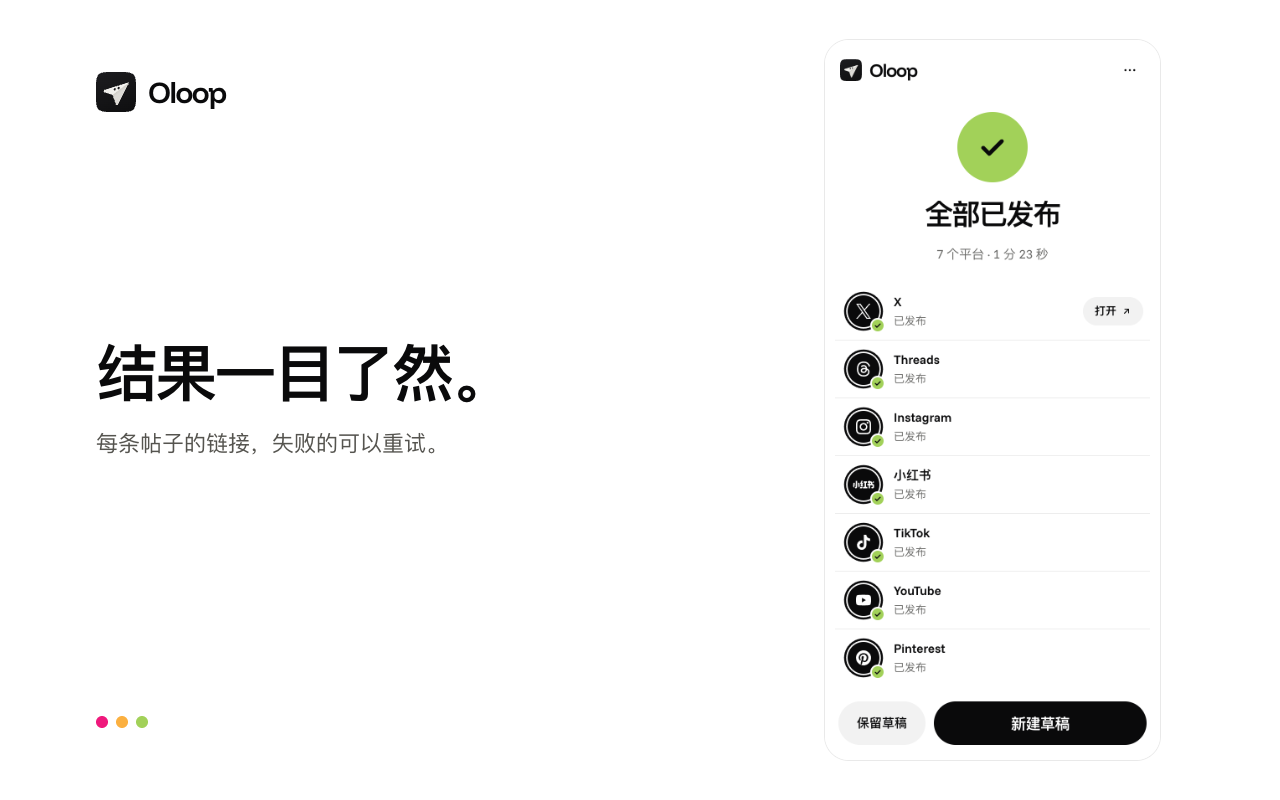 Oloop
结果一目了然。
每条帖子的链接，失败的可以重试。
Oloop
全部已发布
7 个平台 · 1 分 23 秒
X
已发布
打开
Threads
已发布
Instagram
已发布
小红书
小红书
已发布
TikTok
已发布
YouTube
已发布
Pinterest
已发布
保留草稿
新建草稿